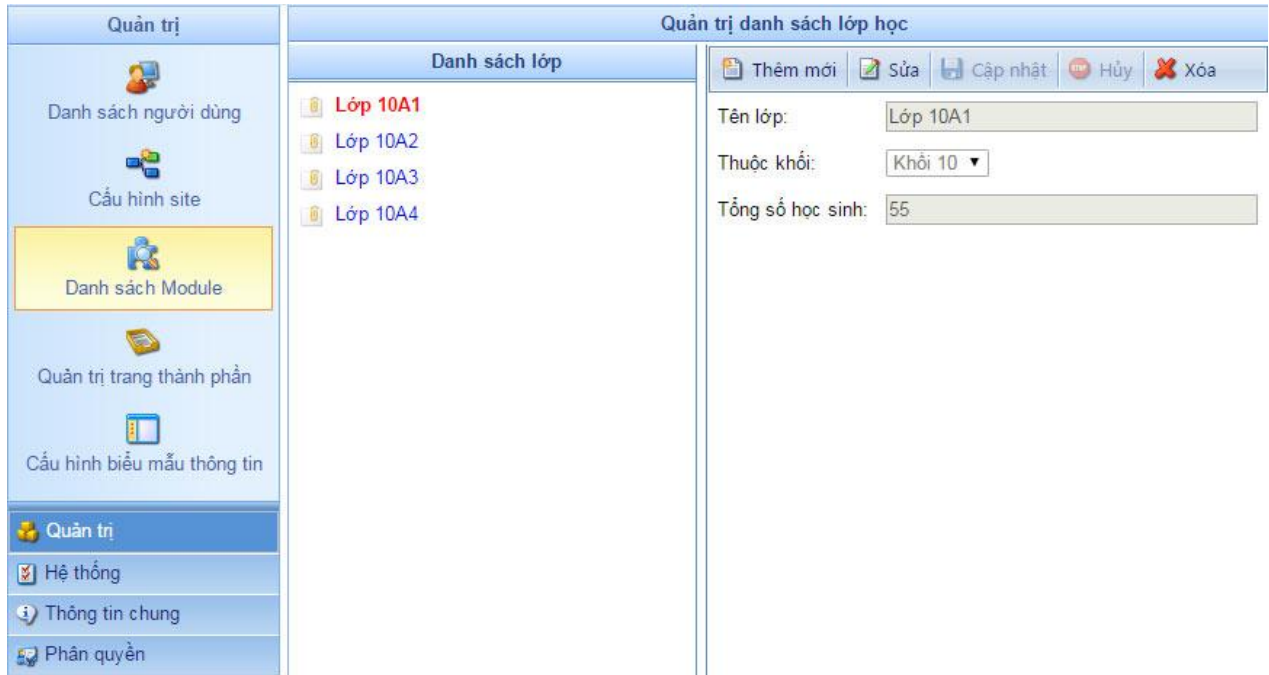 Quản trị
Danh sách người dùng
Cấu hình site
Danh sách Module
Quản trị trang thành phần
Cấu hình biểu mẫu thông tin
Quản trị
Hệ thống
Thông tin chung
Phân quyền
Quản trị danh sách lớp học
Danh sách lớp
Lớp 10A1
Lớp 10A2
Lớp 10A3
Lớp 10A4
Thêm mới Sửa Cập nhật Hủy Xóa
Tên lớp: Lớp 10A1
Thuộc khối: Khối 10
Tổng số học sinh: 55